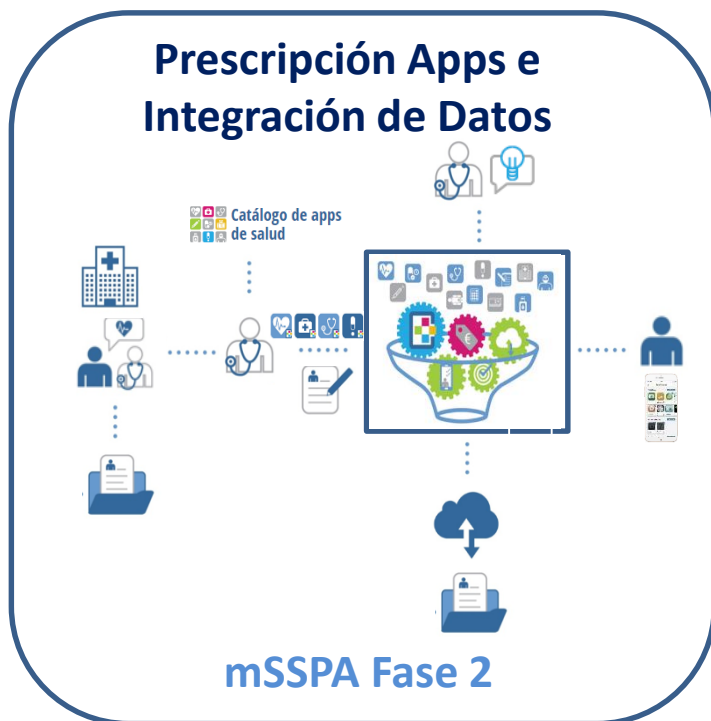 Prescripción Apps e
Integración de Datos
Catálogo de apps
de salud
€
mSSPA Fase 2